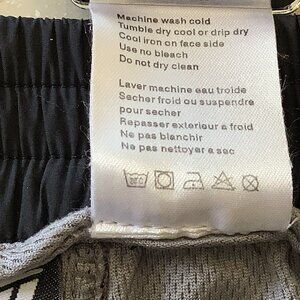 Machine wash cold
Tumble dry cool or drip dry
Cool iron on face side
Use no bleach
Do not dry clean
Laver machine eau troide
Secher froid ou suspendre
pour secher
Repasser exterieur a froid
Ne pas blanchir
Ne pas nettoyer a sec